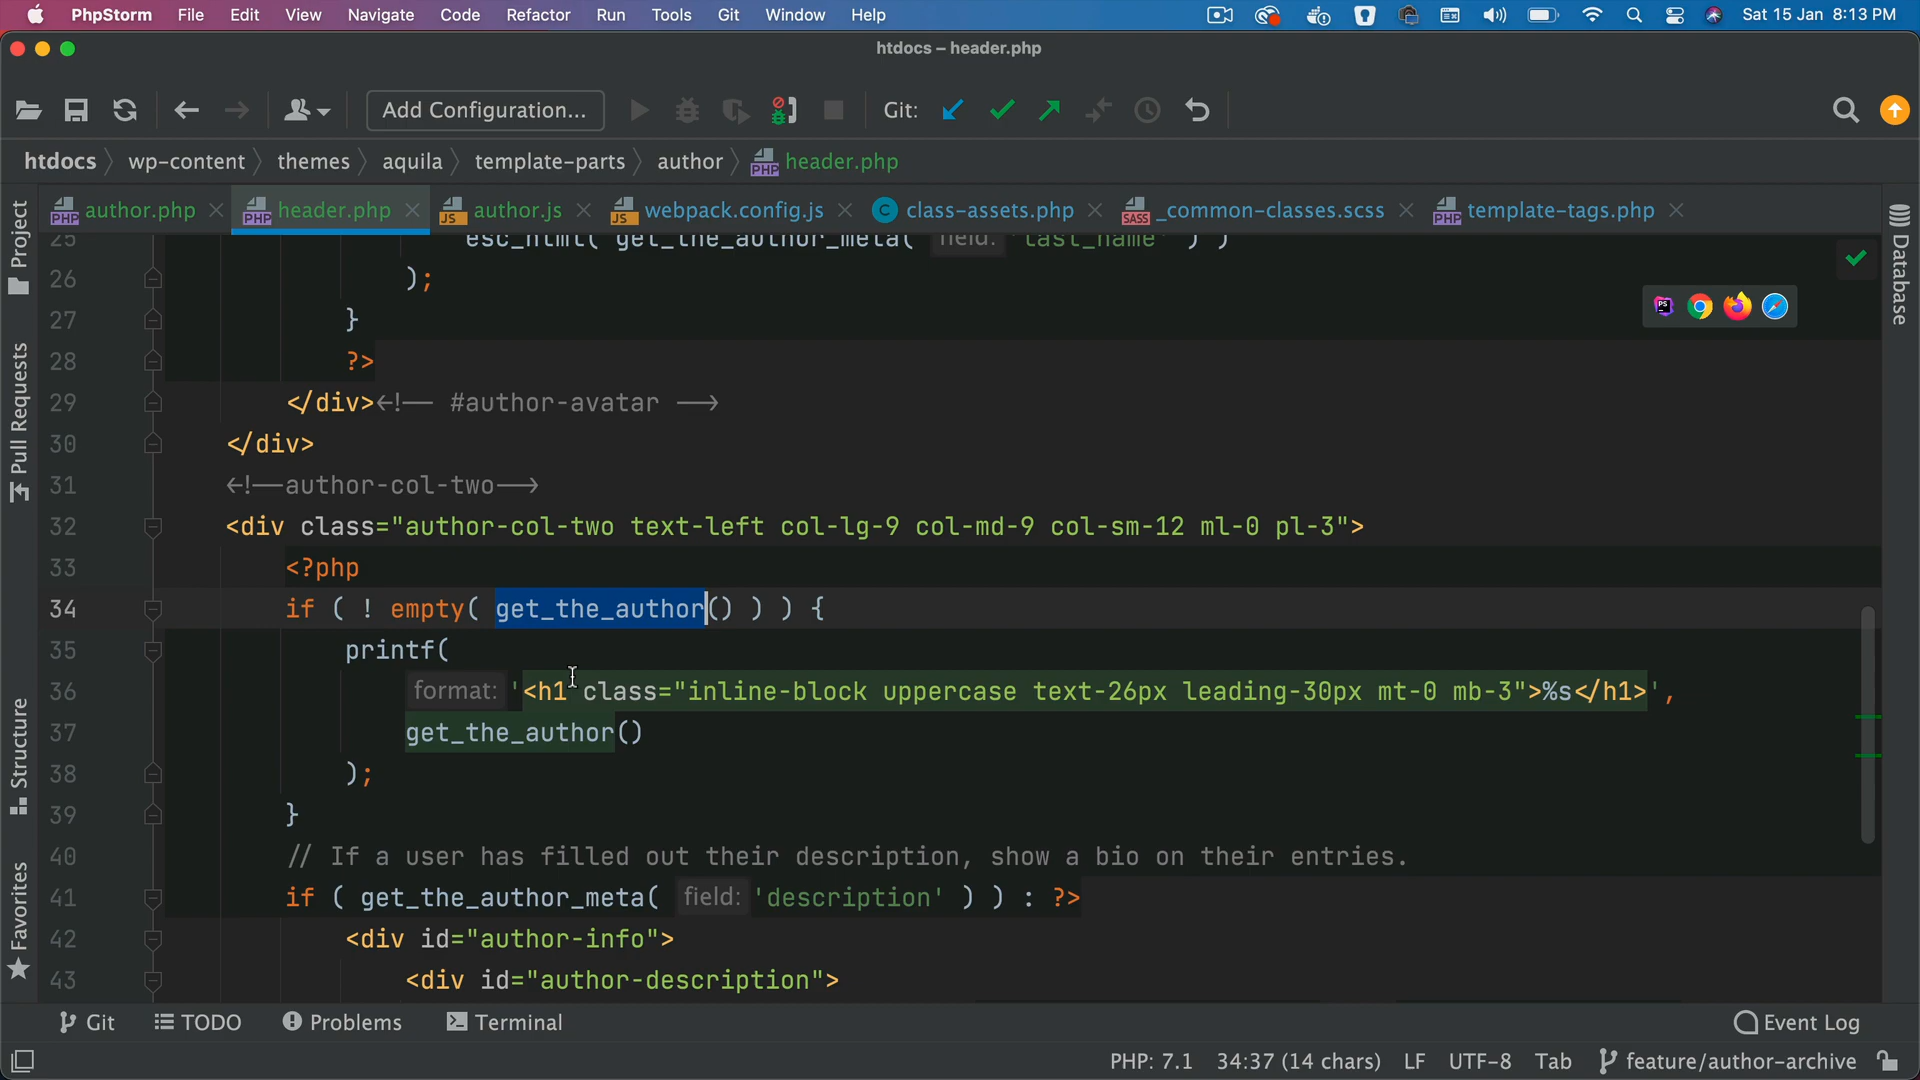 PhpStorm File Edit View Navigate Code Refactor Run Tools Git Window Help Sat 15 Jan 8:13 PM
htdocs – header.php
Add Configuration... Git:
htdocs wp-content themes aquila template-parts author header.php
author.php header.php author.js webpack.config.js class-assets.php _common-classes.scss template-tags.php
25 esc_html( get_the_author_meta( field: 'last_name' ) )
26 );
27 }
28 ?>
29 </div><!-- #author-avatar -->
30 </div>
31 <!--author-col-two-->
32 <div class="author-col-two text-left col-lg-9 col-md-9 col-sm-12 ml-0 pl-3">
33 <?php
34 if ( ! empty( get_the_author() ) ) {
35 printf(
36 format: '<h1 class="inline-block uppercase text-26px leading-30px mt-0 mb-3">%s</h1>',
37 get_the_author()
38 );
39 }
40 // If a user has filled out their description, show a bio on their entries.
41 if ( get_the_author_meta( field: 'description' ) ) : ?>
42 <div id="author-info">
43 <div id="author-description">
Project
Pull Requests
Structure
Favorites
Database
Git TODO Problems Terminal Event Log
PHP: 7.1 34:37 (14 chars) LF UTF-8 Tab feature/author-archive